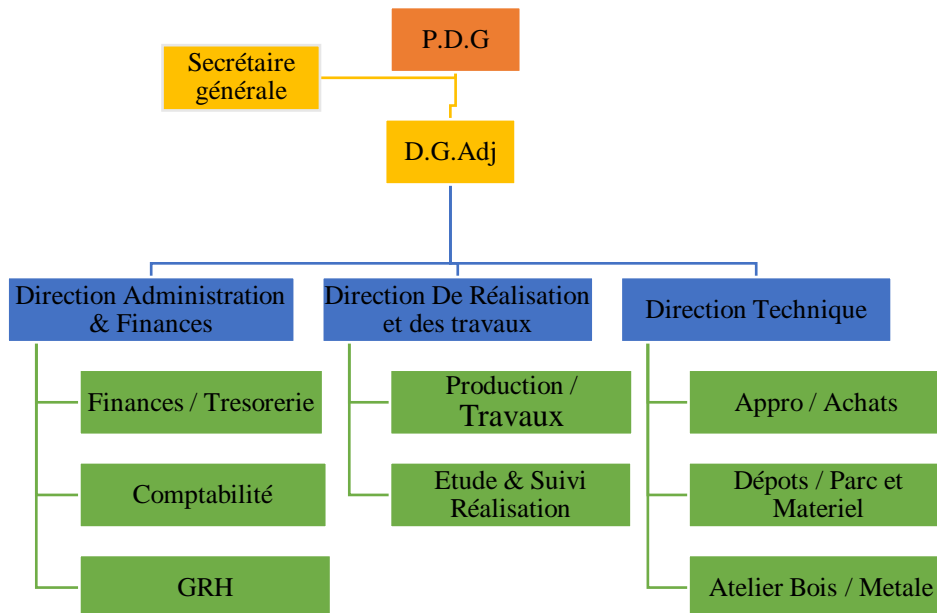 P.D.G
Secrétaire
générale
D.G.Adj
Direction Administration
& Finances
Direction De Réalisation
et des travaux
Direction Technique
Finances / Tresorerie
Comptabilité
GRH
Production /
Travaux
Etude & Suivi
Réalisation
Appro / Achats
Dépots / Parc et
Materiel
Atelier Bois / Metale